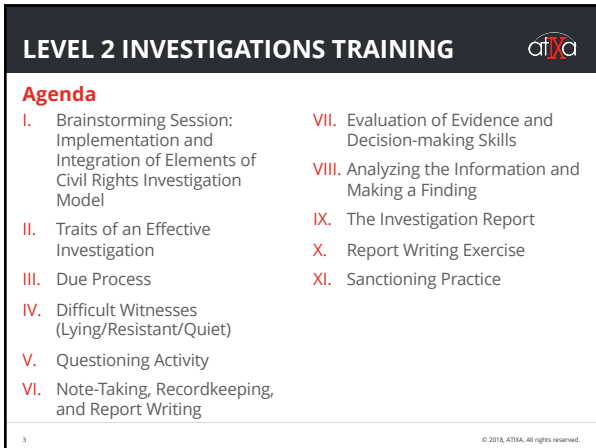 LEVEL 2 INVESTIGATIONS TRAINING
atIXa
Agenda
I. Brainstorming Session:
Implementation and
Integration of Elements of
Civil Rights Investigation
Model
II. Traits of an Effective
Investigation
III. Due Process
IV. Difficult Witnesses
(Lying/Resistant/Quiet)
V. Questioning Activity
VI. Note-Taking, Recordkeeping,
and Report Writing
VII. Evaluation of Evidence and
Decision-making Skills
VIII. Analyzing the Information and
Making a Finding
IX. The Investigation Report
X. Report Writing Exercise
XI. Sanctioning Practice
3
© 2018, ATIXA. All rights reserved.